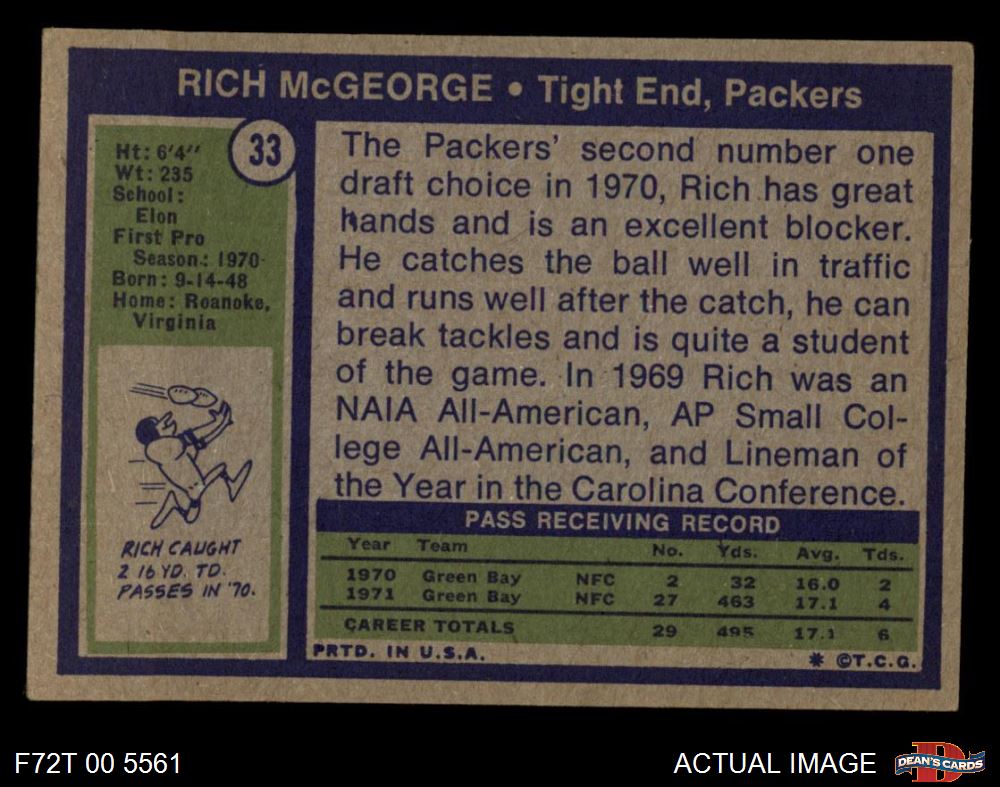 RICH McGEORGE • Tight End, Packers
33
Ht: 6'4"
Wt: 235
School:
Elon
First Pro
Season: 1970
Born: 9-14-48
Home: Roanoke,
Virginia
RICH CAUGHT
2 16 YD. TD.
PASSES IN '70.
The Packers' second number one
draft choice in 1970, Rich has great
hands and is an excellent blocker.
He catches the ball well in traffic
and runs well after the catch, he can
break tackles and is quite a student
of the game. In 1969 Rich was an
NAIA All-American, AP Small Col-
lege All-American, and Lineman of
the Year in the Carolina Conference.
PASS RECEIVING RECORD
Year Team No. Yds. Avg. Tds.
1970 Green Bay NFC 2 32 16.0 2
1971 Green Bay NFC 27 463 17.1 4
CAREER TOTALS 29 495 17.1 6
PRTD. IN U.S.A. * ©T.C.G.
F72T 00 5561
ACTUAL IMAGE
DEAN'S CARDS